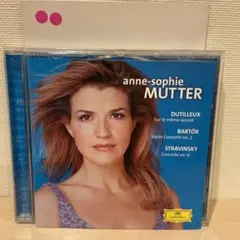 anne-sophie
MUTTER
DUTILLEUX
Sur le même accord
BARTÓK
Violin Concerto no. 2
STRAVINSKY
Concerto en ré